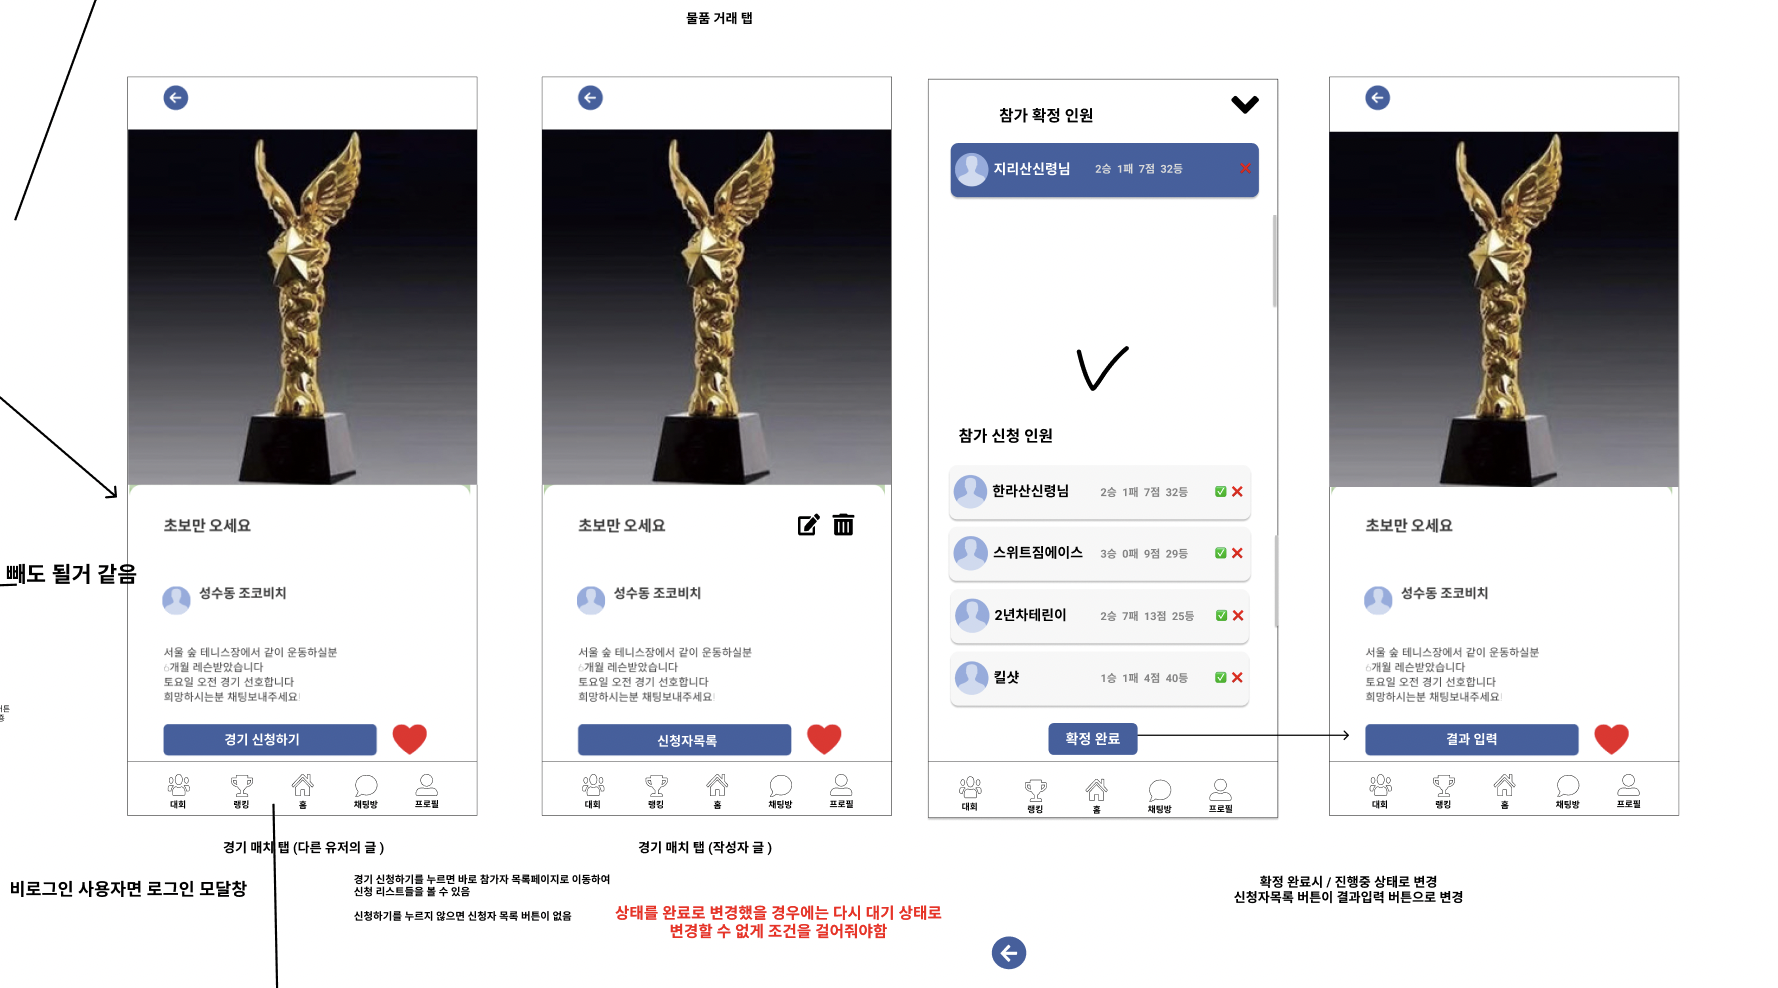 물품 거래 탭
초보만 오세요
성수동 조코비치
서울 숲 테니스장에서 같이 운동하실분
6개월 레슨받았습니다
토요일 오전 경기 선호합니다
희망하시는분 채팅보내주세요!
경기 신청하기
대회 랭킹 홈 채팅방 프로필
경기 매치 탭 (다른 유저의 글 )
초보만 오세요
성수동 조코비치
서울 숲 테니스장에서 같이 운동하실분
6개월 레슨받았습니다
토요일 오전 경기 선호합니다
희망하시는분 채팅보내주세요!
신청자목록
대회 랭킹 홈 채팅방 프로필
경기 매치 탭 (작성자 글 )
참가 확정 인원
지리산신령님 2승 1패 7점 32등
참가 신청 인원
한라산신령님 2승 1패 7점 32등
스위트짐에이스 3승 0패 9점 29등
2년차테린이 2승 7패 13점 25등
킬샷 1승 1패 4점 40등
확정 완료
대회 랭킹 홈 채팅방 프로필
초보만 오세요
성수동 조코비치
서울 숲 테니스장에서 같이 운동하실분
6개월 레슨받았습니다
토요일 오전 경기 선호합니다
희망하시는분 채팅보내주세요!
결과 입력
대회 랭킹 홈 채팅방 프로필
빼도 될거 같음
비로그인 사용자면 로그인 모달창
경기 신청하기를 누르면 바로 참가자 목록페이지로 이동하여
신청 리스트들을 볼 수 있음
신청하기를 누르지 않으면 신청자 목록 버튼이 없음
상태를 완료로 변경했을 경우에는 다시 대기 상태로
변경할 수 없게 조건을 걸어줘야함
확정 완료시 / 진행중 상태로 변경
신청자목록 버튼이 결과입력 버튼으로 변경